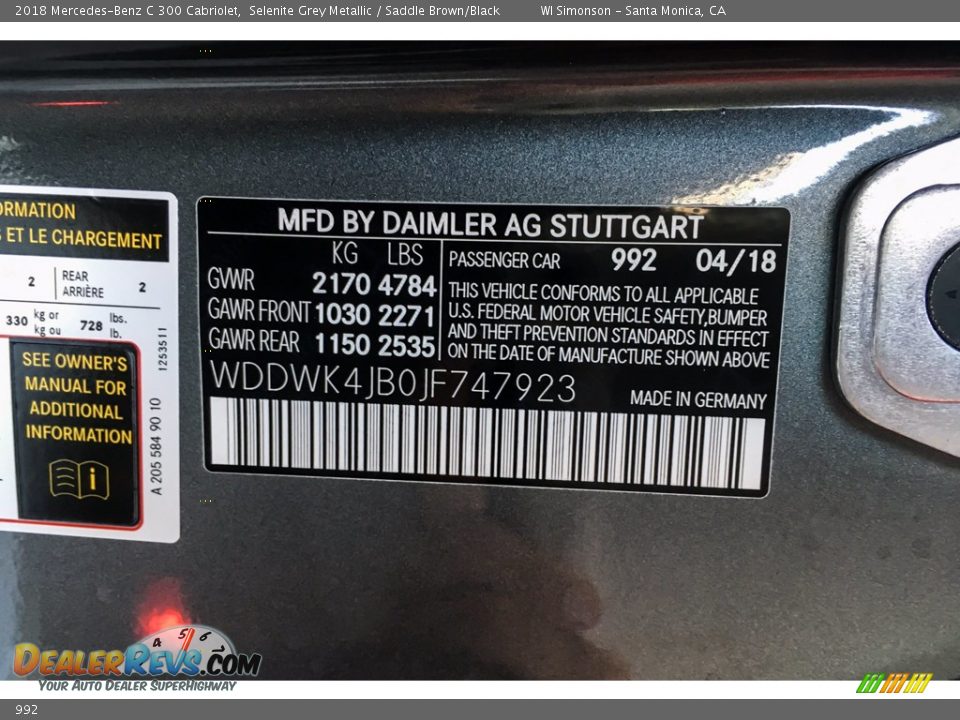 2018 Mercedes-Benz C 300 Cabriolet, Selenite Grey Metallic / Saddle Brown/Black WI Simonson - Santa Monica, CA
ORMATION
ET LE CHARGEMENT
2 REAR ARRIÈRE 2
330 kg or kg ou 728 lbs. lb.
SEE OWNER'S
MANUAL FOR
ADDITIONAL
INFORMATION
i
1253511
A 205 584 90 10
MFD BY DAIMLER AG STUTTGART
KG LBS
GWR 2170 4784
GAWR FRONT 1030 2271
GAWR REAR 1150 2535
PASSENGER CAR 992 04/18
THIS VEHICLE CONFORMS TO ALL APPLICABLE
U.S. FEDERAL MOTOR VEHICLE SAFETY,BUMPER
AND THEFT PREVENTION STANDARDS IN EFFECT
ON THE DATE OF MANUFACTURE SHOWN ABOVE
WDDWK4JB0JF747923
MADE IN GERMANY
4 5 6
DEALERREVS.COM
YOUR AUTO DEALER SUPERHIGHWAY
992